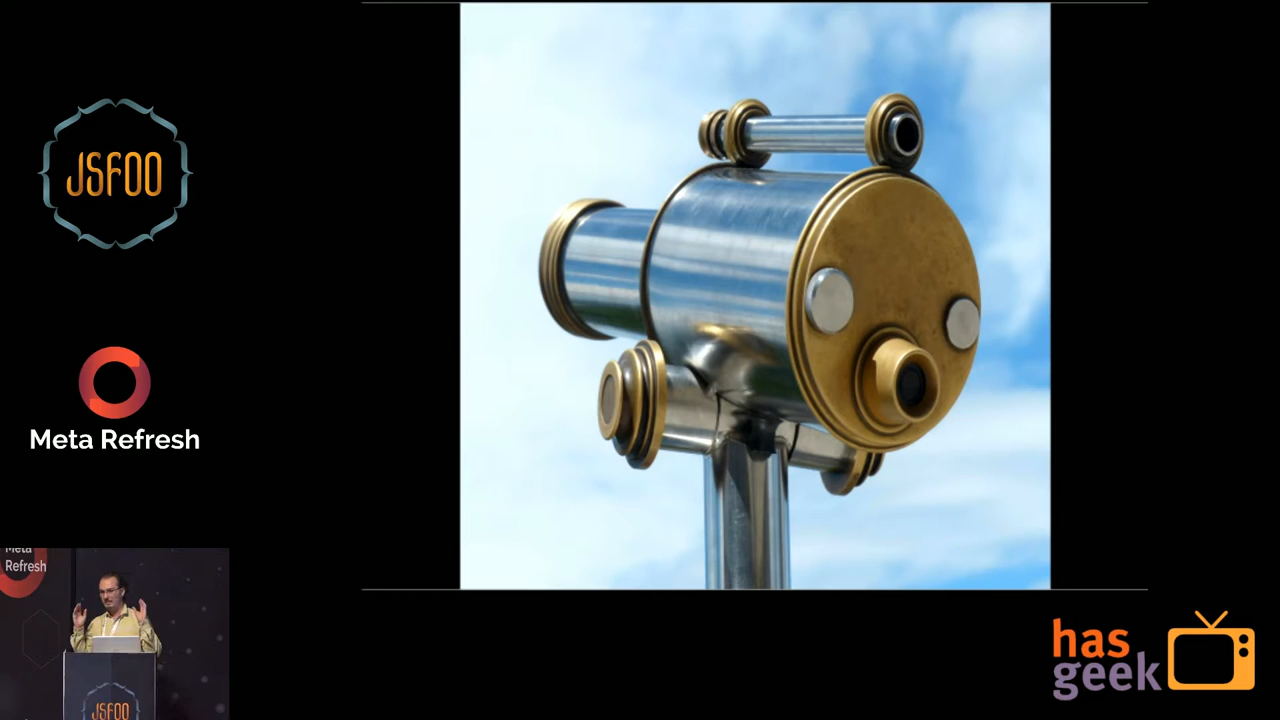 JSFOO
Meta Refresh
Meta
Refresh
JSFOO
has
geek